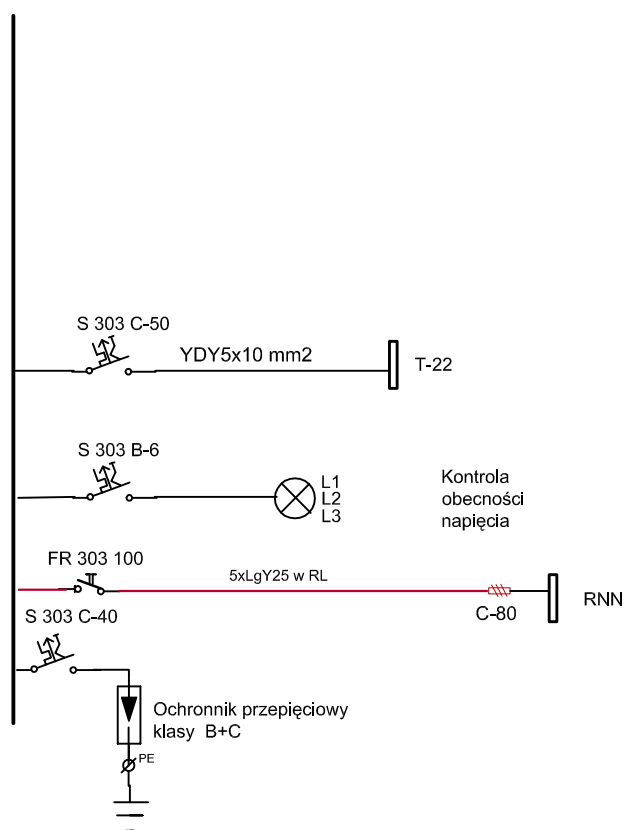 S 303 C-50
YDY5x10 mm2
T-22
S 303 B-6
L1
L2
L3
Kontrola
obecności
napięcia
FR 303 100
5xLgY25 w RL
C-80
RNN
S 303 C-40
Ochronnik przepięciowy
klasy B+C
PE